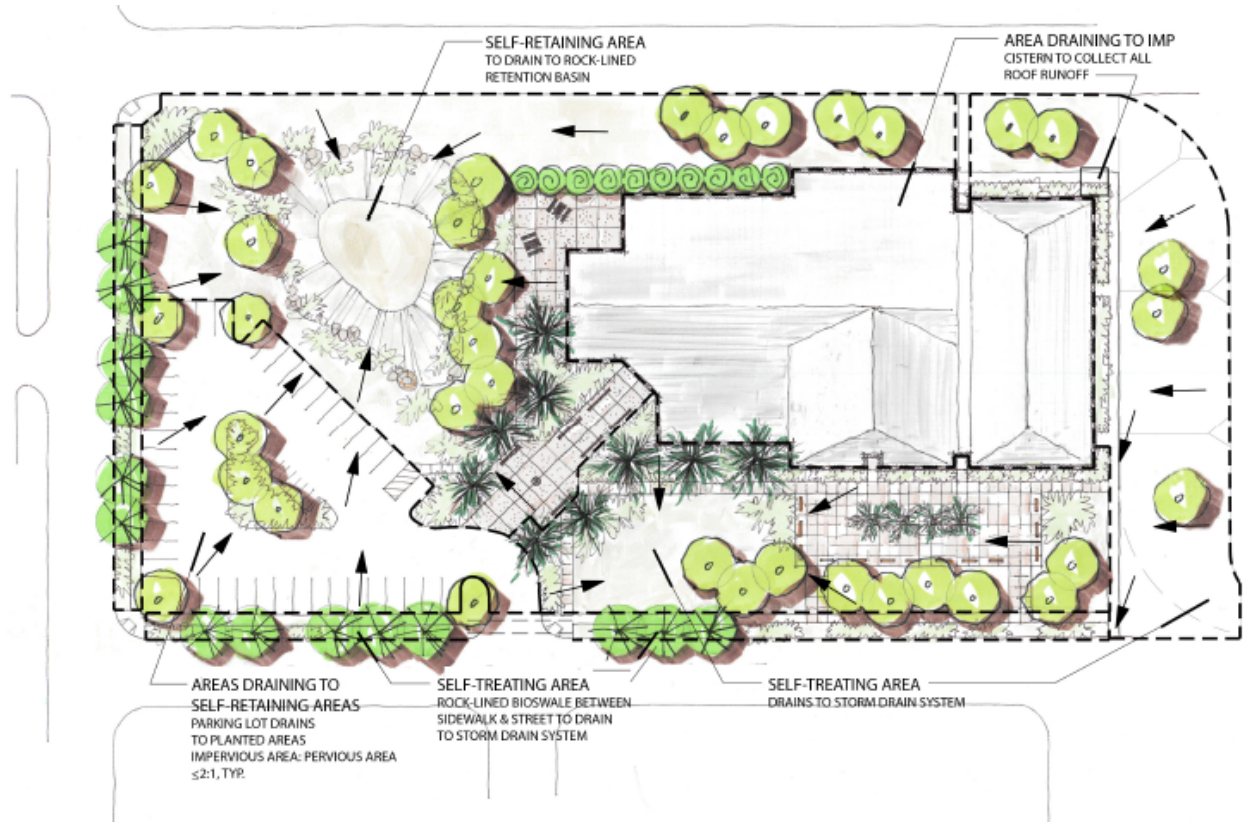 SELF-RETAINING AREA
TO DRAIN TO ROCK-LINED
RETENTION BASIN
AREA DRAINING TO IMP
CISTERN TO COLLECT ALL
ROOF RUNOFF
AREAS DRAINING TO
SELF-RETAINING AREAS
PARKING LOT DRAINS
TO PLANTED AREAS
IMPERVIOUS AREA: PERVIOUS AREA
≤2:1, TYP.
SELF-TREATING AREA
ROCK-LINED BIOSWALE BETWEEN
SIDEWALK & STREET TO DRAIN
TO STORM DRAIN SYSTEM
SELF-TREATING AREA
DRAINS TO STORM DRAIN SYSTEM